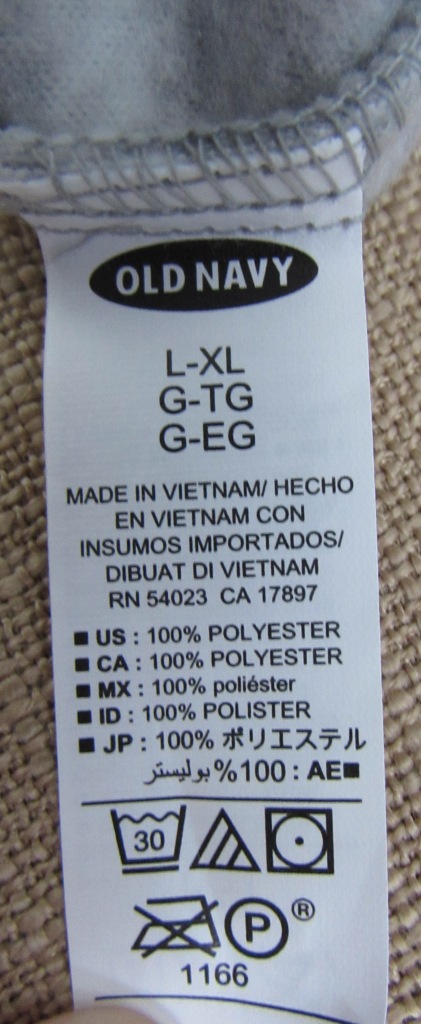 OLD NAVY
L-XL
G-TG
G-EG
MADE IN VIETNAM/ HECHO
EN VIETNAM CON
INSUMOS IMPORTADOS/
DIBUAT DI VIETNAM
RN 54023 CA 17897
■ US : 100% POLYESTER
■ CA : 100% POLYESTER
■ MX : 100% poliéster
■ ID : 100% POLISTER
■ JP : 100% ポリエステル
■AE : 100% بوليستر
30
P ®
1166